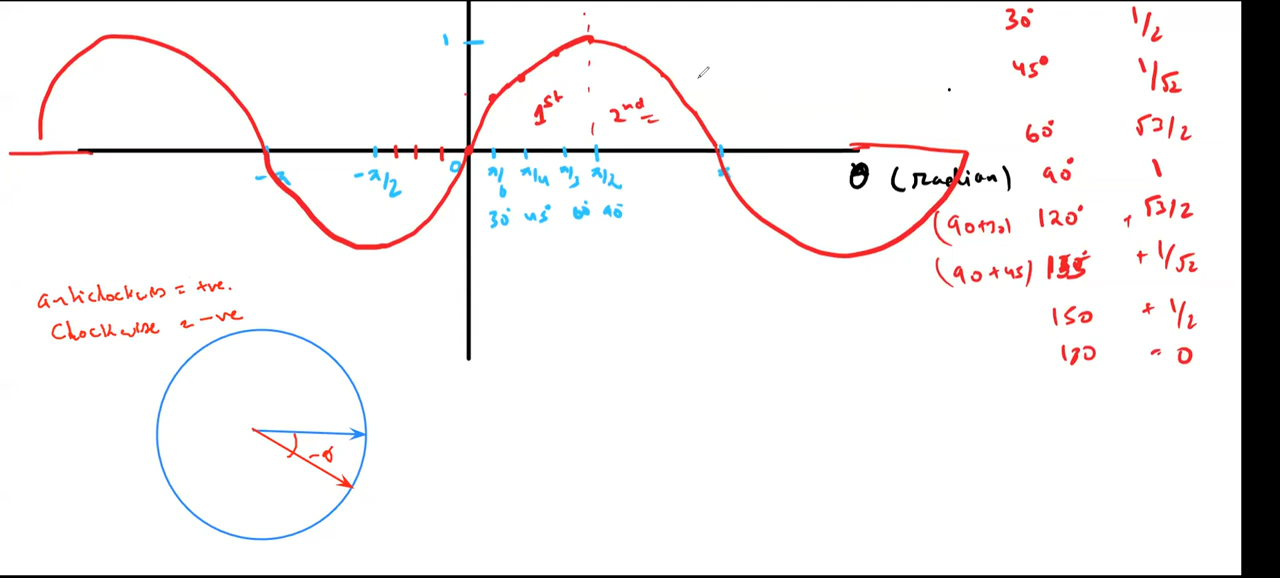 1
1st
2nd
0
-π
-π/2
π/6
π/4
π/3
π/2
π
30° 45° 60° 90°
θ (radian)
30° 1/2
45° 1/√2
60° √3/2
90° 1
(90+30) 120° + √3/2
(90+45) 135° + 1/√2
150 + 1/2
180 = 0
anticlockwis = +ve.
Clockwise = -ve
-θ